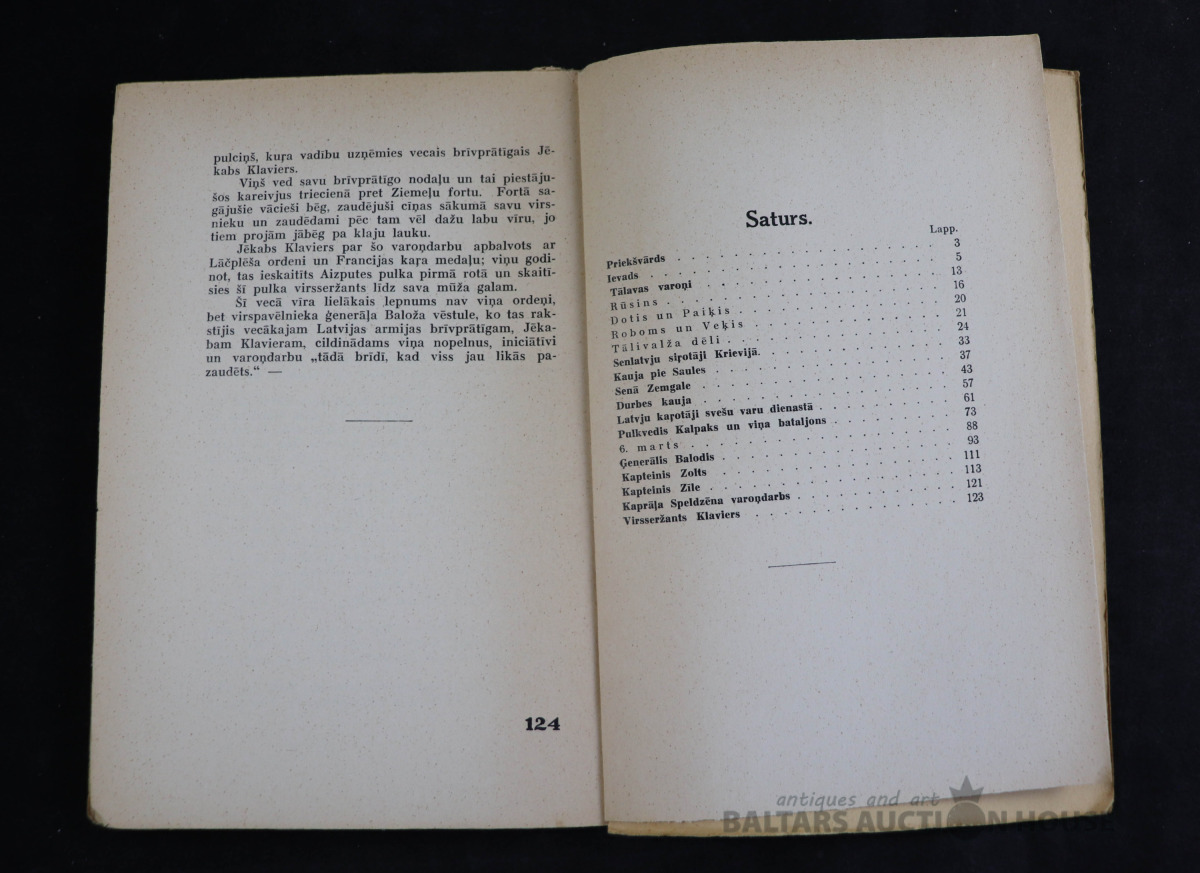 pulciņš, kuŗa vadību uzņēmies vecais brīvprātīgais Jē-
kabs Klaviers.
Viņš ved savu brīvprātīgo nodaļu un tai piestāju-
šos kareivjus triecienā pret Ziemeļu fortu. Fortā sa-
gājušie vācieši bēg, zaudējuši cīņas sākumā savu virs-
nieku un zaudēdami pēc tam vēl dažu labu vīru, jo
tiem projām jābēg pa klaju lauku.
Jēkabs Klaviers par šo varoņdarbu apbalvots ar
Lāčplēša ordeni un Francijas kaŗa medaļu; viņu godi-
not, tas ieskaitīts Aizputes pulka pirmā rotā un skaitī-
sies šī pulka virsseržants līdz sava mūža galam.
Šī vecā vīra lielākais lepnums nav viņa ordeņi,
bet virspavēlnieka ģenerāļa Baloža vēstule, ko tas rak-
stījis vecākajam Latvijas armijas brīvprātīgam, Jēka-
bam Klavieram, cildinādams viņa nopelnus, iniciātīvi
un varoņdarbu „tādā brīdī, kad viss jau likās pa-
zaudēts.“ —
124
Saturs.
Lapp.
Priekšvārds . . . . . . . . . . . . . . . 3
Ievads . . . . . . . . . . . . . . . 5
Tālavas varoņi . . . . . . . . . . . . . . . 13
Rūsins . . . . . . . . . . . . . . . 16
Dotis un Paiķis . . . . . . . . . . . . . . . 20
Roboms un Veķis . . . . . . . . . . . . . . . 21
Tālivalža dēli . . . . . . . . . . . . . . . 24
Senlatvju siŗotāji Krievijā. . . . . . . . . . . . . . . 33
Kauja pie Saules . . . . . . . . . . . . . . . 37
Senā Zemgale . . . . . . . . . . . . . . . 43
Durbes kauja . . . . . . . . . . . . . . . 57
Latvju kaŗotāji svešu varu dienastā . . . . . . . . . . 61
Pulkvedis Kalpaks un viņa bataljons . . . . . . . . . . 73
6. marts . . . . . . . . . . . . . . . 88
Ģenerālis Balodis . . . . . . . . . . . . . . . 93
Kapteinis Zolts . . . . . . . . . . . . . . . 111
Kapteinis Zīle . . . . . . . . . . . . . . . 113
Kaprāļa Speldzēna varoņdarbs . . . . . . . . . . . 121
Virsseržants Klaviers . . . . . . . . . . . . . . . 123
antiques and art
BALTARS AUCTION HOUSE